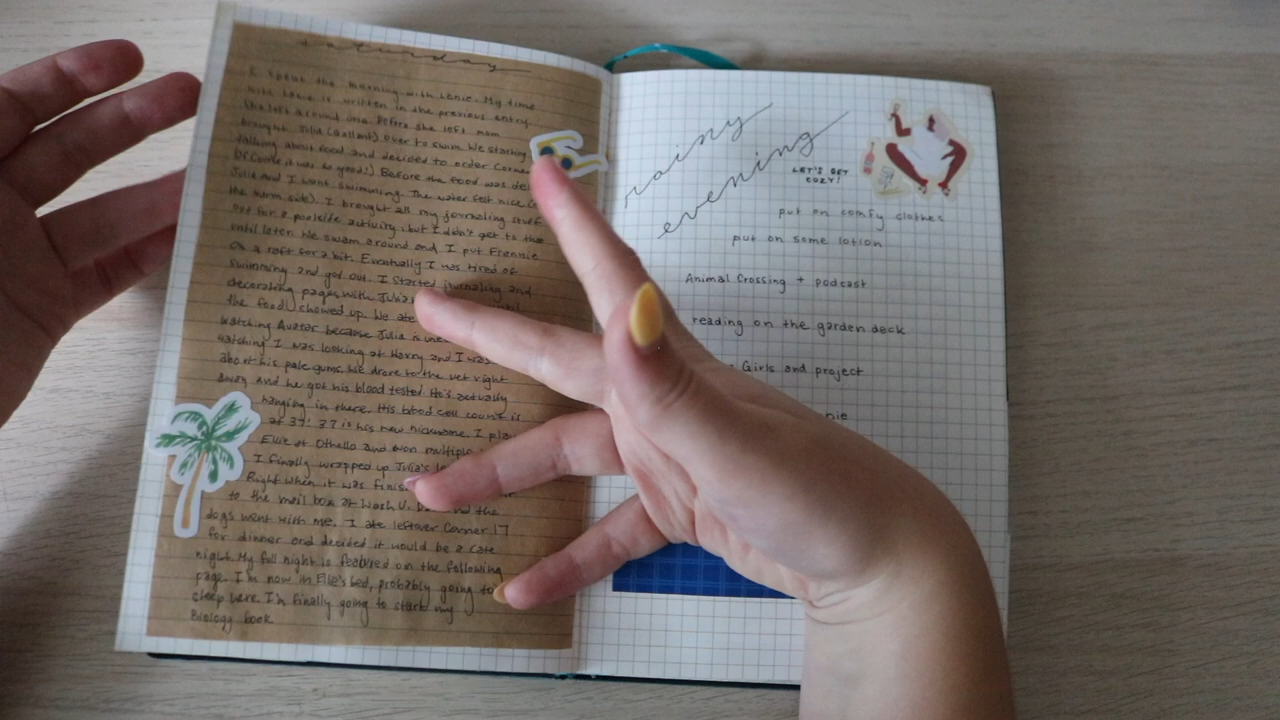 Saturday
I spent the morning with Lenie. My time
with Lenie is written in the previous entry.
She left around one. Before she left mom
brought Julia (Gallant) over to swim. We starting
talking about food and decided to order Corner
(of course it was so good!) Before the food was
Julia and I went swimming. The water felt nice
the warm side). I brought all my journaling stuff
out for a poolside activity, but I didn't get to the
until later. We swam around and I put Frannie
on a raft for a bit. Eventually I was tired of
swimming and got out. I started journaling and
decorating pages with Julia until
the food showed up. We ate
watching Avatar because Julia is
watching I was looking at Harry and I was
about his pale gums. We drove to the vet right
away and he got his blood tested. He's actually
hanging in there. His blood cell count is
at 37! 37 is his new nickname. I
Ellie at Othello and won multiple
I finally wrapped up Julia's
Right when it was
to the mail box at Wash U. and the
dogs went with me. I ate leftover Corner 17
for dinner and decided it would be a cafe
night. My full night is featured on the following
page. I'm now in Elle's bed, probably going to
sleep here. I'm finally going to start my
Biology book
rainy
evening
LET'S GET
COZY!
put on comfy clothes
put on some lotion
Animal Crossing + podcast
reading on the garden deck
Girls and project